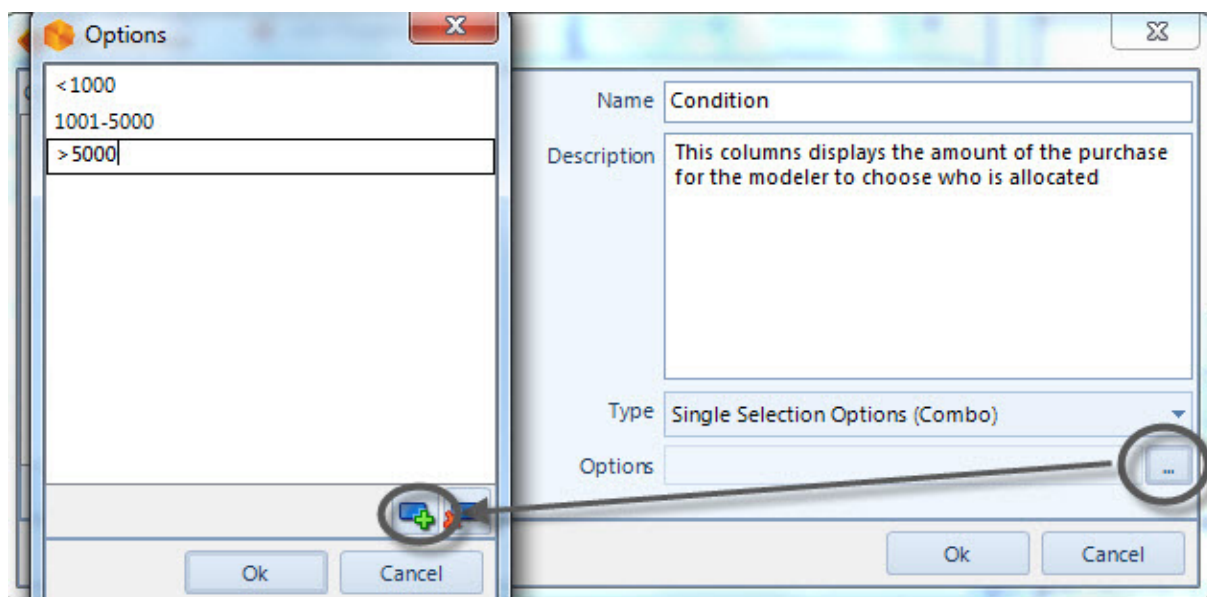 Options
<1000
1001-5000
>5000
Ok
Cancel
Name
Condition
Description
This columns displays the amount of the purchase
for the modeler to choose who is allocated
Type
Single Selection Options (Combo)
Options
...
Ok
Cancel